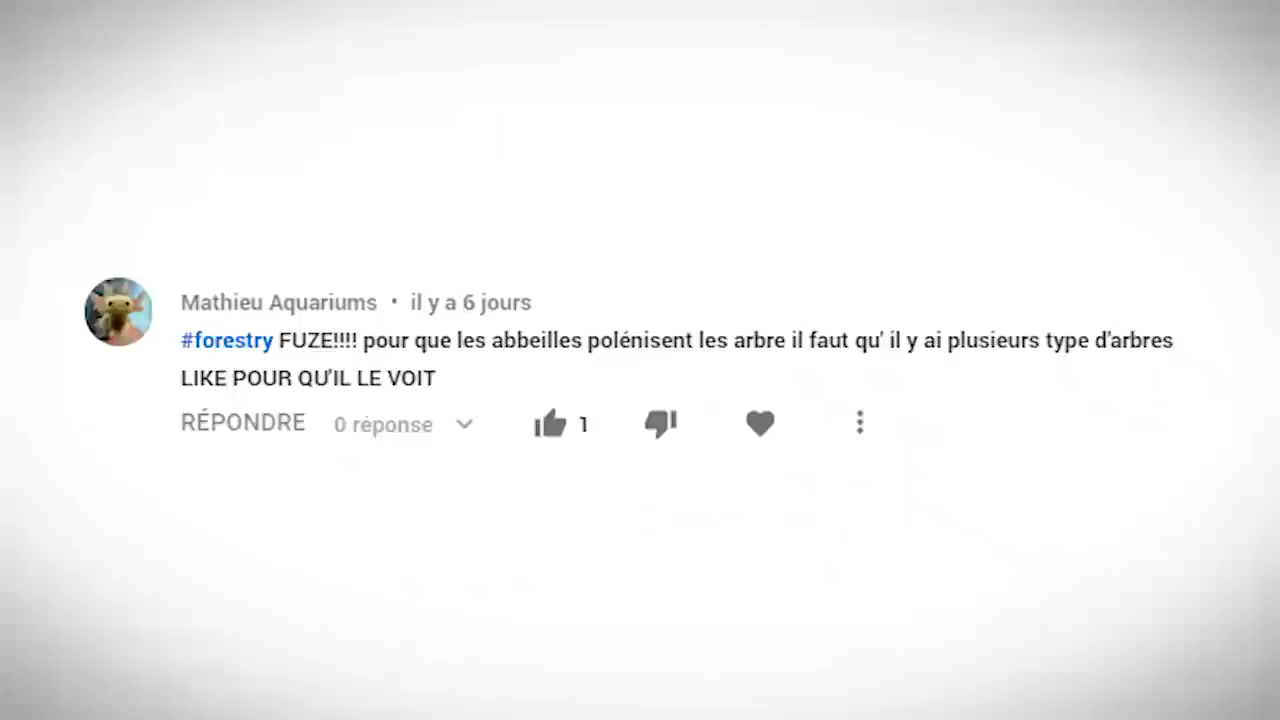 Mathieu Aquariums • il y a 6 jours
#forestry FUZE!!!! pour que les abbeilles polénisent les arbre il faut qu' il y ai plusieurs type d'arbres
LIKE POUR QU'IL LE VOIT
RÉPONDRE 0 réponse 1